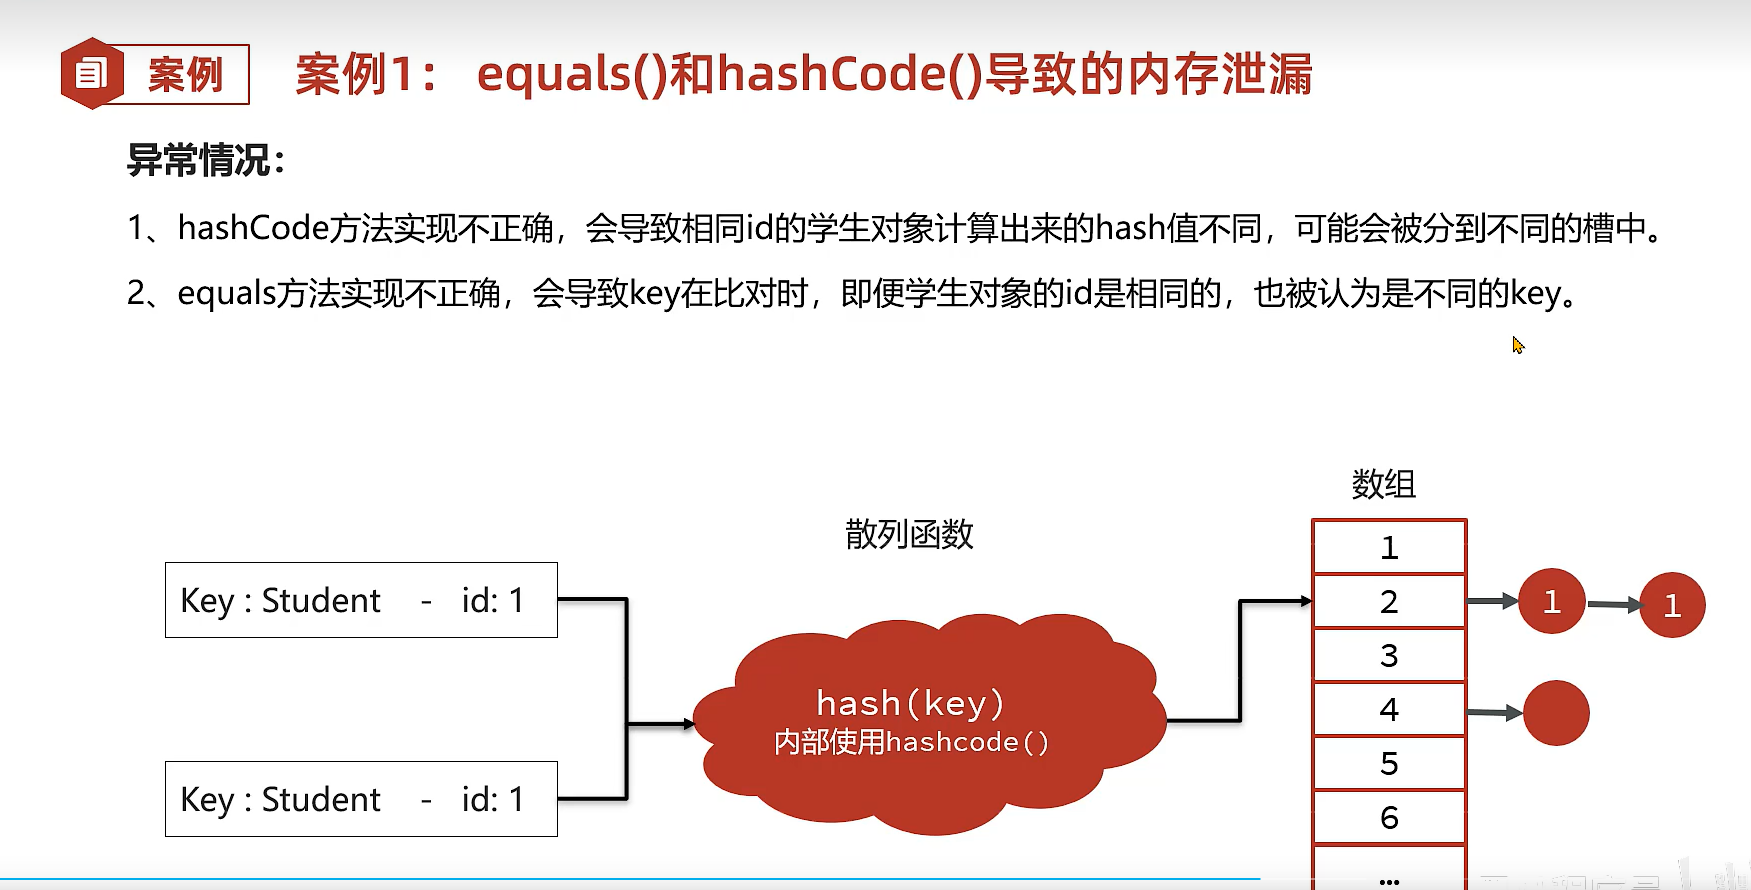 案例
案例1： equals()和hashCode()导致的内存泄漏
异常情况：
1、hashCode方法实现不正确，会导致相同id的学生对象计算出来的hash值不同，可能会被分到不同的槽中。
2、equals方法实现不正确，会导致key在比对时，即便学生对象的id是相同的，也被认为是不同的key。
数组
散列函数
Key : Student - id: 1
Key : Student - id: 1
hash(key)
内部使用hashcode()
1
2
1
1
3
4
5
6
...